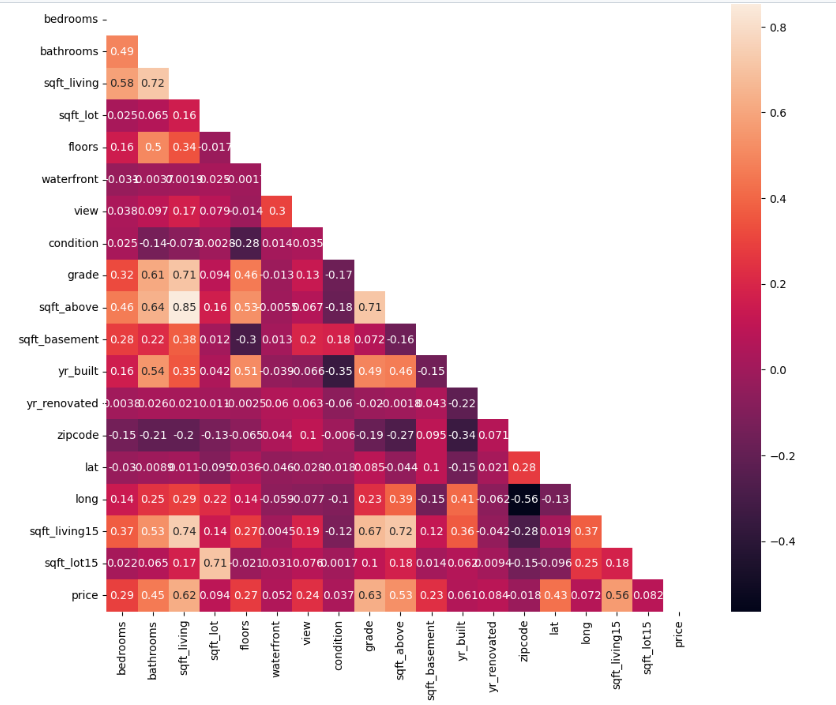 bedrooms
bathrooms 0.49
sqft_living 0.58 0.72
sqft_lot 0.025 0.065 0.16
floors 0.16 0.5 0.34 -0.017
waterfront
view 0.038 0.097 0.17 0.079 -0.014 0.3
condition 0.025 -0.14 -0.073 -0.28 0.014 0.035
grade 0.32 0.61 0.71 0.094 0.46 -0.013 0.13 -0.17
sqft_above 0.46 0.64 0.85 0.16 0.53 -0.0055 0.067 -0.18 0.71
sqft_basement 0.28 0.22 0.38 0.012 -0.3 0.013 0.2 0.18 0.072 -0.16
yr_built 0.16 0.54 0.35 0.042 0.51 -0.039 -0.066 -0.35 0.49 0.46 -0.15
yr_renovated 0.06 0.063 -0.06 -0.22
zipcode -0.15 -0.21 -0.2 -0.13 -0.065 0.044 0.1 -0.006 -0.19 -0.27 0.095 -0.34 0.071
lat -0.095 0.036 -0.046 -0.028 0.085 -0.044 0.1 -0.15 0.021 0.28
long 0.14 0.25 0.29 0.22 0.14 -0.059 -0.077 -0.1 0.23 0.39 -0.15 0.41 -0.062 -0.56 -0.13
sqft_living15 0.37 0.53 0.74 0.14 0.27 0.0045 0.19 -0.12 0.67 0.72 0.12 0.36 -0.042 -0.28 0.019 0.37
sqft_lot15 0.022 0.065 0.17 0.71 -0.021 0.031 0.076 0.0017 0.1 0.18 0.014 0.062 0.0094 -0.15 -0.096 0.25 0.18
price 0.29 0.45 0.62 0.094 0.27 0.052 0.24 0.037 0.63 0.53 0.23 0.061 0.084 -0.018 0.43 0.072 0.56 0.082
bedrooms
bathrooms
sqft_living
sqft_lot
floors
waterfront
view
condition
grade
sqft_above
sqft_basement
yr_built
yr_renovated
zipcode
lat
long
sqft_living15
sqft_lot15
price
0.8
0.6
0.4
0.2
0.0
−0.2
−0.4